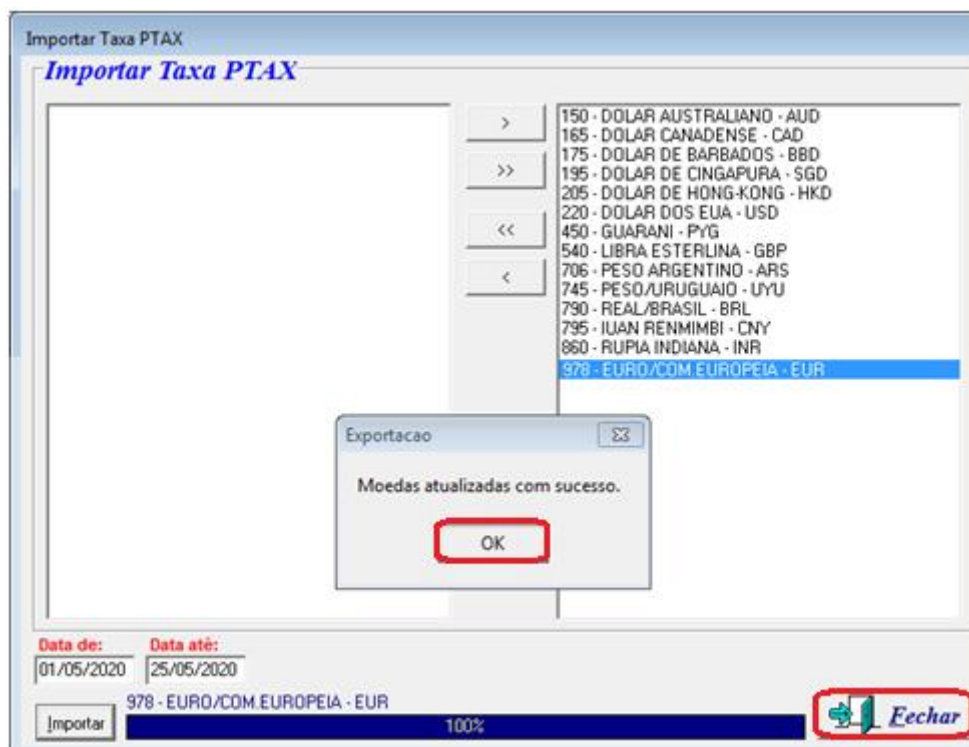 Importar Taxa PTAX
Importar Taxa PTAX
>
>>
<<
<
150 - DOLAR AUSTRALIANO - AUD
165 - DOLAR CANADENSE - CAD
175 - DOLAR DE BARBADOS - BBD
195 - DOLAR DE CINGAPURA - SGD
205 - DOLAR DE HONG-KONG - HKD
220 - DOLAR DOS EUA - USD
450 - GUARANI - PYG
540 - LIBRA ESTERLINA - GBP
706 - PESO ARGENTINO - ARS
745 - PESO/URUGUAIO - UYU
790 - REAL/BRASIL - BRL
795 - IUAN RENMIMBI - CNY
860 - RUPIA INDIANA - INR
978 - EURO/COM.EUROPEIA - EUR
Exportacao
Moedas atualizadas com sucesso.
OK
Data de: Data atê:
01/05/2020 25/05/2020
978 - EURO/COM.EUROPEIA - EUR
Importar 100% Fechar